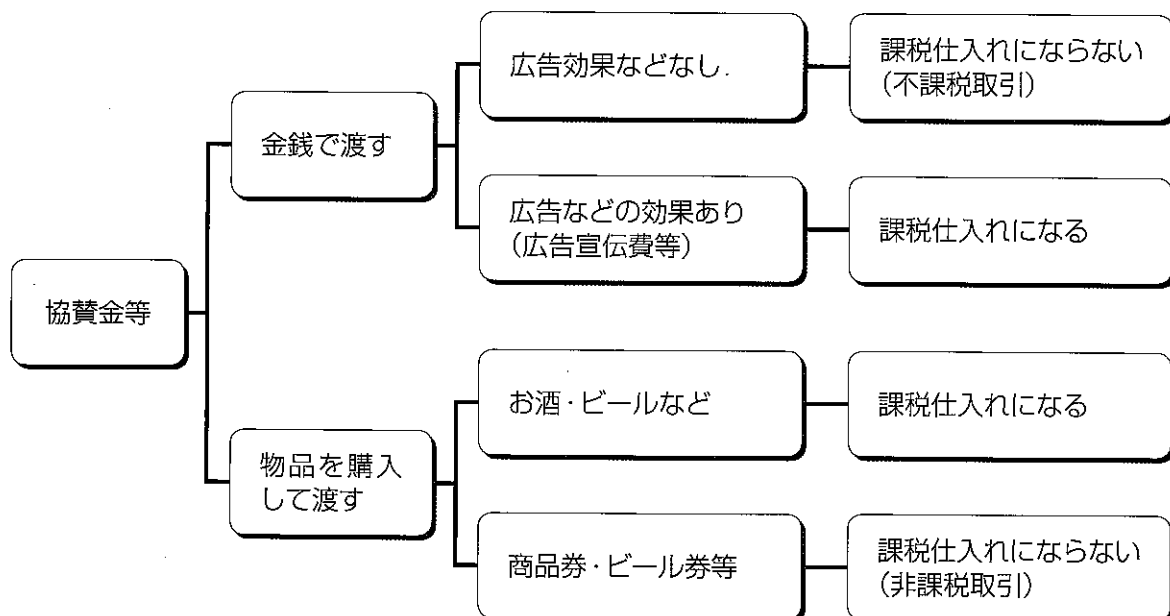 広告効果などなし.
課税仕入れにならない
(不課税取引)
金銭で渡す
広告などの効果あり
(広告宣伝費等)
課税仕入れになる
協賛金等
お酒・ビールなど
課税仕入れになる
物品を購入
して渡す
商品券・ビール券等
課税仕入れにならない
(非課税取引)